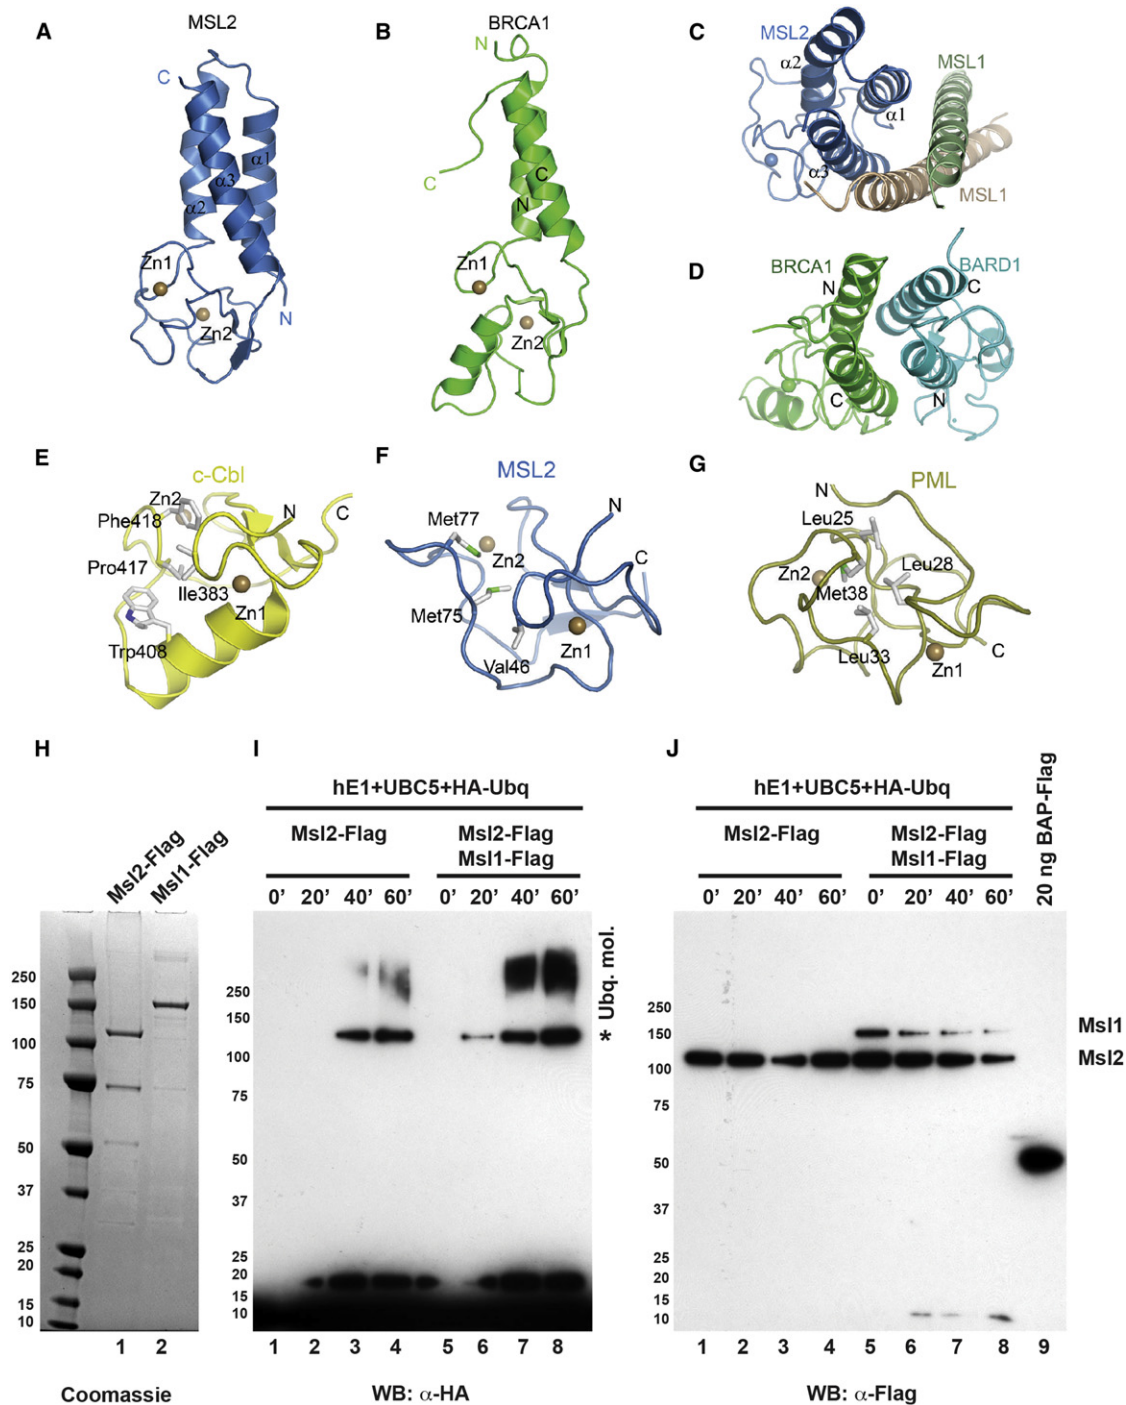 A
MSL2
C
α1
α3
α2
Zn1
Zn2
N
B
BRCA1
N
C
C
N
Zn1
Zn2
C
MSL2
α2
MSL1
α1
α3
MSL1
D
BRCA1
N
BARD1
C
C
N
E
c-Cbl
Zn2
Phe418
N
C
Pro417
Ile383
Zn1
Trp408
F
MSL2
Met77
N
Zn2
C
Met75
Zn1
Val46
G
PML
N
Leu25
Zn2
Leu28
Met38
Leu33
Zn1
C
H
Msl2-Flag
Msl1-Flag
250
150
100
75
50
37
25
20
15
10
1 2
Coomassie
I
hE1+UBC5+HA-Ubq
Msl2-Flag
Msl2-Flag
Msl1-Flag
0’ 20’ 40’ 60’ 0’ 20’ 40’ 60’
250
150
100
75
50
37
25
20
15
10
* Ubq. mol.
1 2 3 4 5 6 7 8
WB: α-HA
J
hE1+UBC5+HA-Ubq
Msl2-Flag
Msl2-Flag
Msl1-Flag
20 ng BAP-Flag
0’ 20’ 40’ 60’ 0’ 20’ 40’ 60’
250
150
100
75
50
37
25
20
15
10
Msl1
Msl2
1 2 3 4 5 6 7 8 9
WB: α-Flag